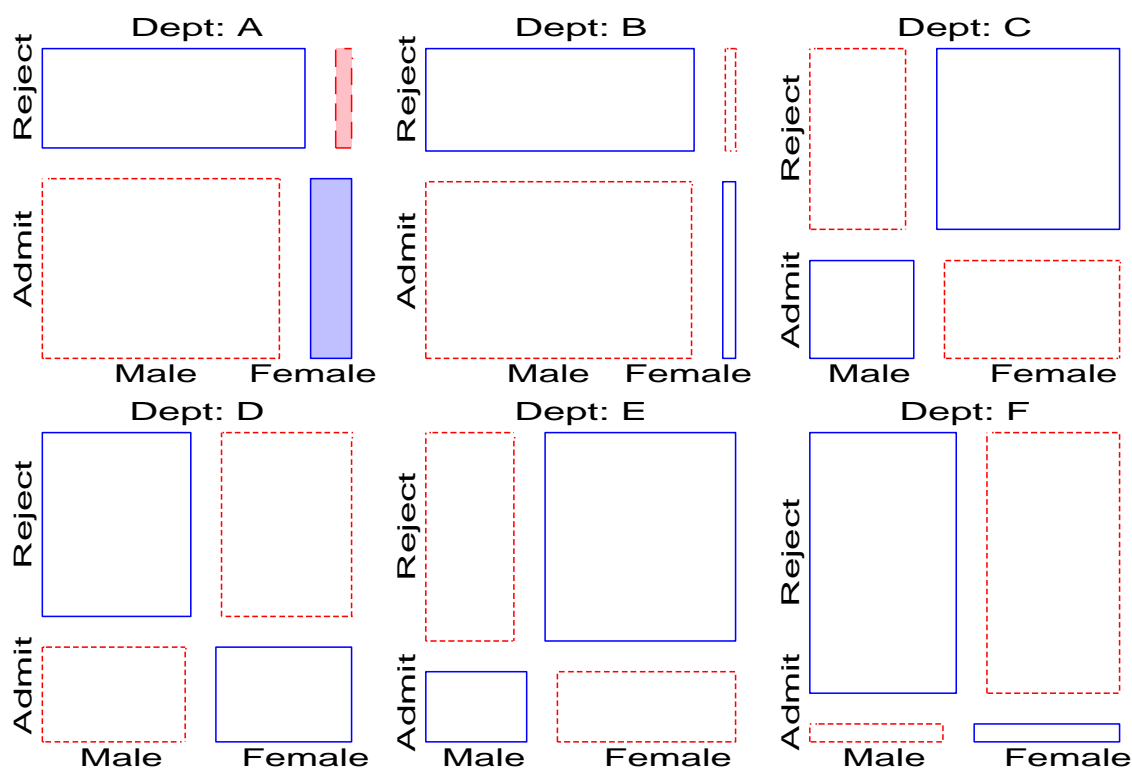 Dept: A
Reject
Admit
Male
Female
Dept: B
Reject
Admit
Male
Female
Dept: C
Reject
Admit
Male
Female
Dept: D
Reject
Admit
Male
Female
Dept: E
Reject
Admit
Male
Female
Dept: F
Reject
Admit
Male
Female